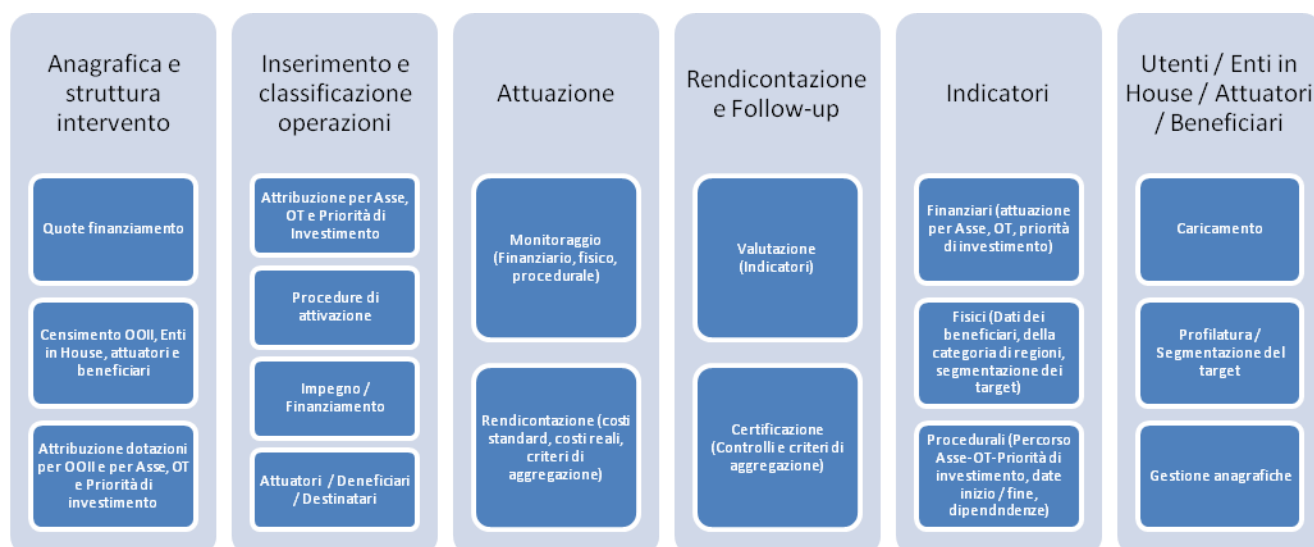 Anagrafica e
struttura
intervento
Quote finanziamento
Censimento OOII, Enti
in House, attuatori e
beneficiari
Attribuzione dotazioni
per OOII e per Asse, OT
e Priorità di
investimento
Inserimento e
classificazione
operazioni
Attribuzione per Asse,
OT e Priorità di
Investimento
Procedure di
attivazione
Impegno /
Finanziamento
Attuatori / Deneficiari
/ Destinatari
Attuazione
Monitoraggio
(Finanziario, fisico,
procedurale)
Rendicontazione (costi
standard, costi reali,
criteri di
aggregazione)
Rendicontazione
e Follow-up
Valutazione
(Indicatori)
Certificazione
(Controlli e criteri di
aggregazione)
Indicatori
Finanziari (attuazione
per Asse, OT, priorità
di investimento)
Fisici (Dati dei
beneficiari, della
categoria di regioni,
segmentazione dei
target)
Procedurali (Percorso
Asse-OT-Priorità di
investimento, date
inizio / fine,
dipendndenze)
Utenti / Enti in
House / Attuatori
/ Beneficiari
Caricamento
Profilatura /
Segmentazione del
target
Gestione anagrafiche